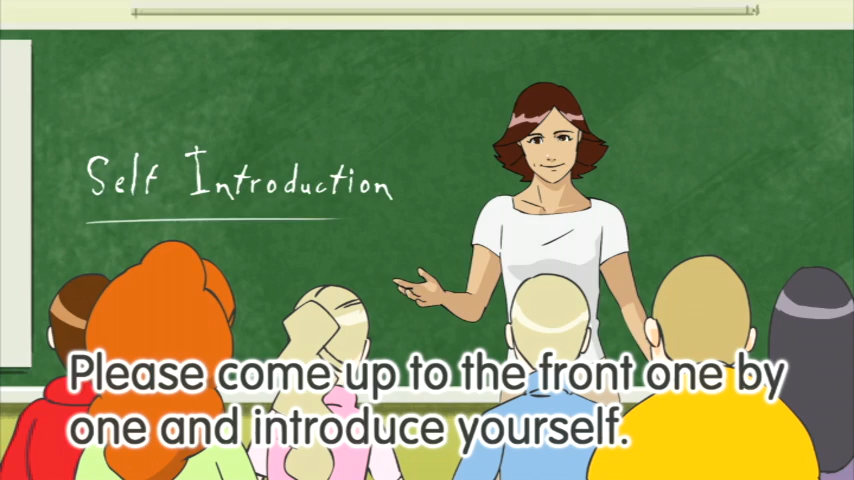 Self Introduction
Please come up to the front one by
one and introduce yourself.